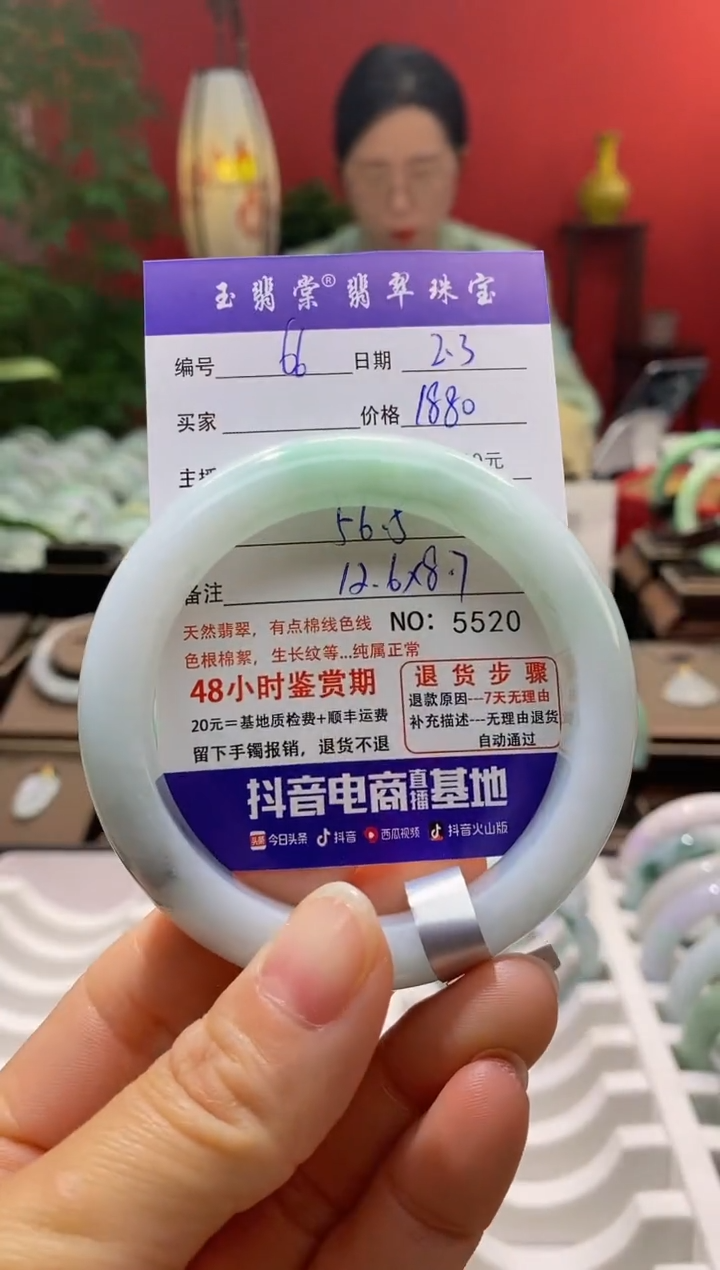 玉翡棠®翡翠珠宝
编号 66 日期 2.3
买家 价格 1880
主播 0元
56.5
备注 12.6x8.7
天然翡翠，有点棉线色线 NO: 5520
色根棉絮，生长纹等...纯属正常
48小时鉴赏期
20元=基地质检费+顺丰运费
留下手镯报销，退货不退
退货步骤
退款原因---7天无理由
补充描述---无理由退货
自动通过
抖音电商直播基地
头条 今日头条 抖音 西瓜视频 抖音火山版